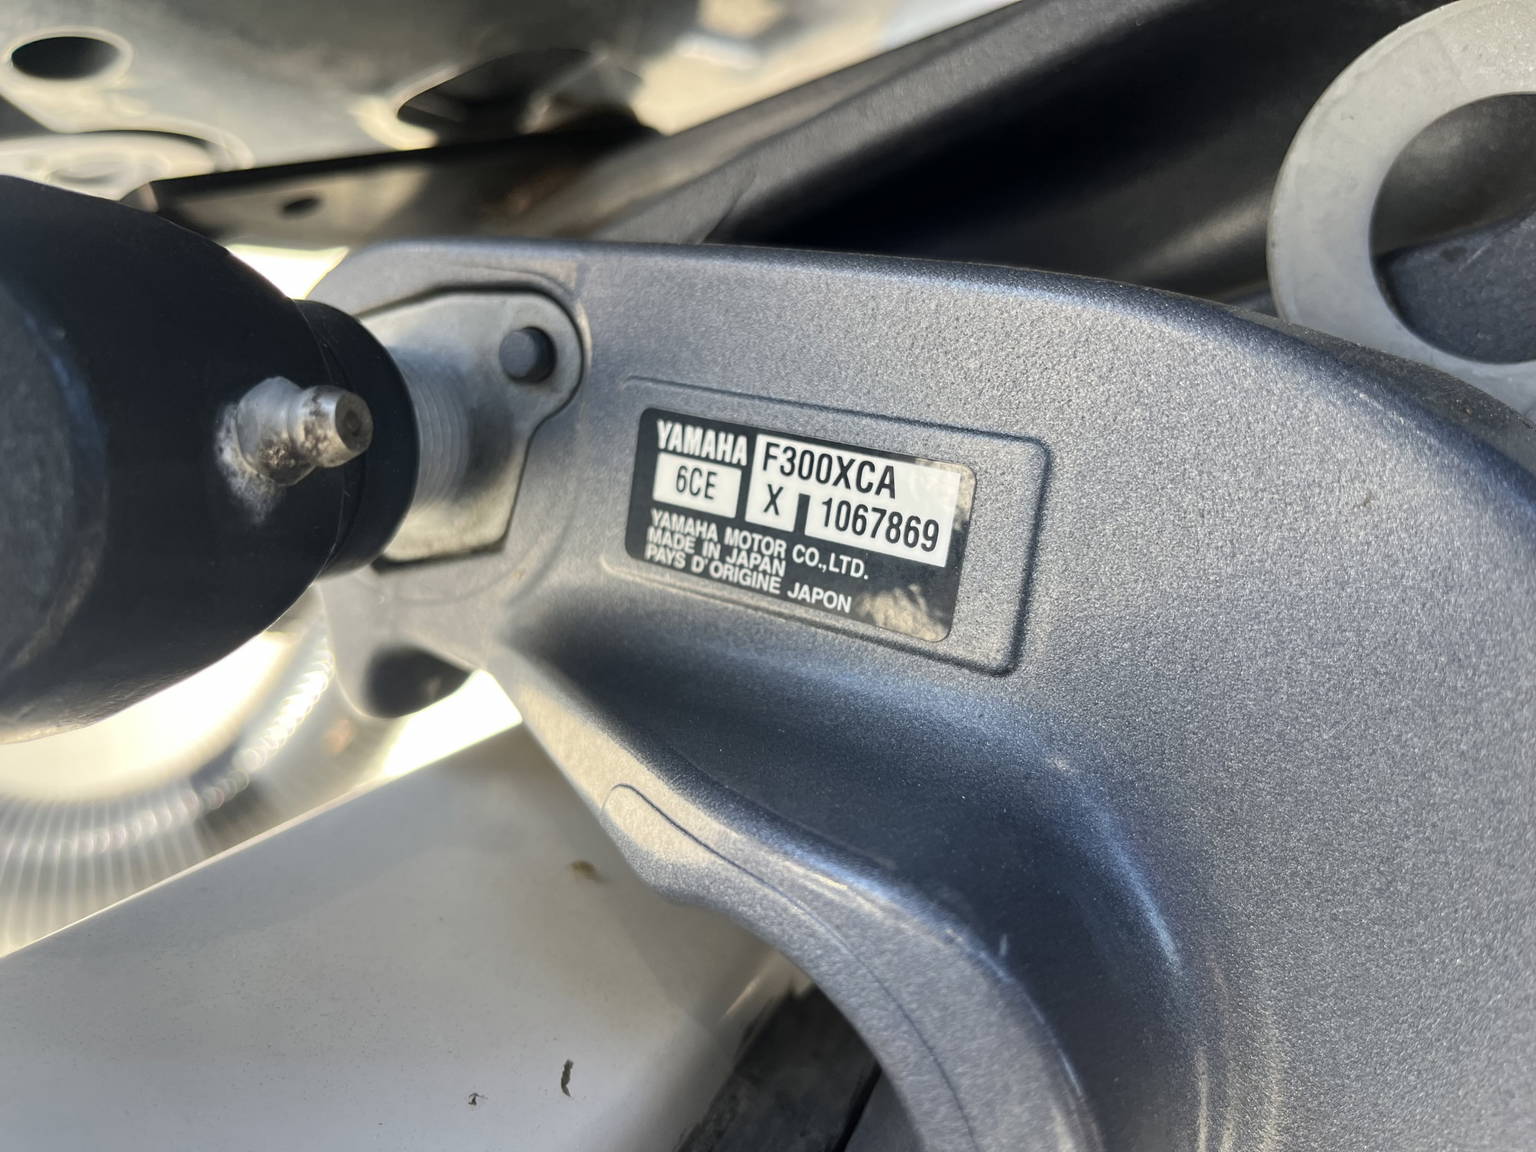 YAMAHA F300XCA
6CE X 1067869
YAMAHA MOTOR CO.,LTD.
MADE IN JAPAN
PAYS D'ORIGINE JAPON